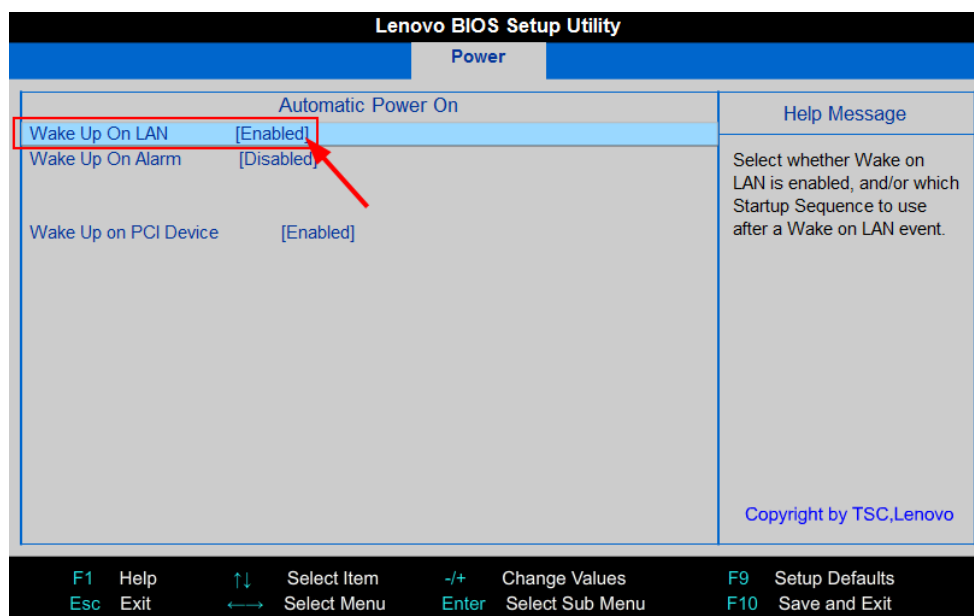 Lenovo BIOS Setup Utility
Power
Automatic Power On
Wake Up On LAN [Enabled]
Wake Up On Alarm [Disabled]
Wake Up on PCI Device [Enabled]
Help Message
Select whether Wake on
LAN is enabled, and/or which
Startup Sequence to use
after a Wake on LAN event.
Copyright by TSC,Lenovo
F1 Help ↑↓ Select Item -/+ Change Values F9 Setup Defaults
Esc Exit ←→ Select Menu Enter Select Sub Menu F10 Save and Exit